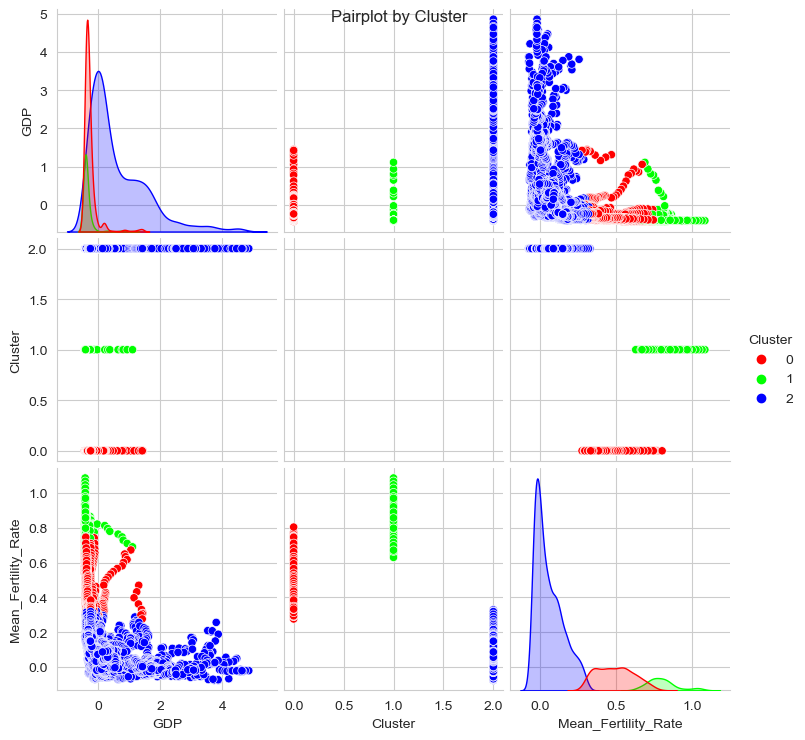 Pairplot by Cluster
5
4
3
2
1
0
GDP
2.0
1.5
1.0
0.5
0.0
Cluster
Cluster
0
1
2
1.0
0.8
0.6
0.4
0.2
0.0
Mean_Fertility_Rate
0 2 4 0.0 0.5 1.0 1.5 2.0 0.0 0.5 1.0
GDP Cluster Mean_Fertility_Rate